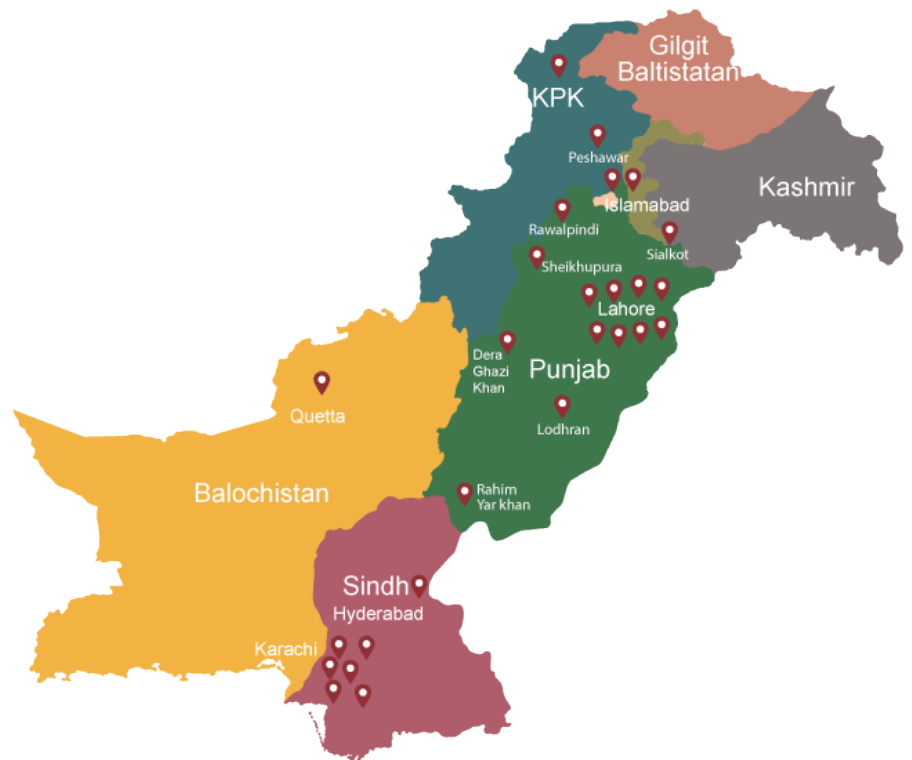 Gilgit
Baltistatan
KPK
Peshawar
Kashmir
Islamabad
Rawalpindi
Sialkot
Sheikhupura
Lahore
Dera
Ghazi
Khan
Punjab
Quetta
Lodhran
Balochistan
Rahim
Yar khan
Sindh
Hyderabad
Karachi